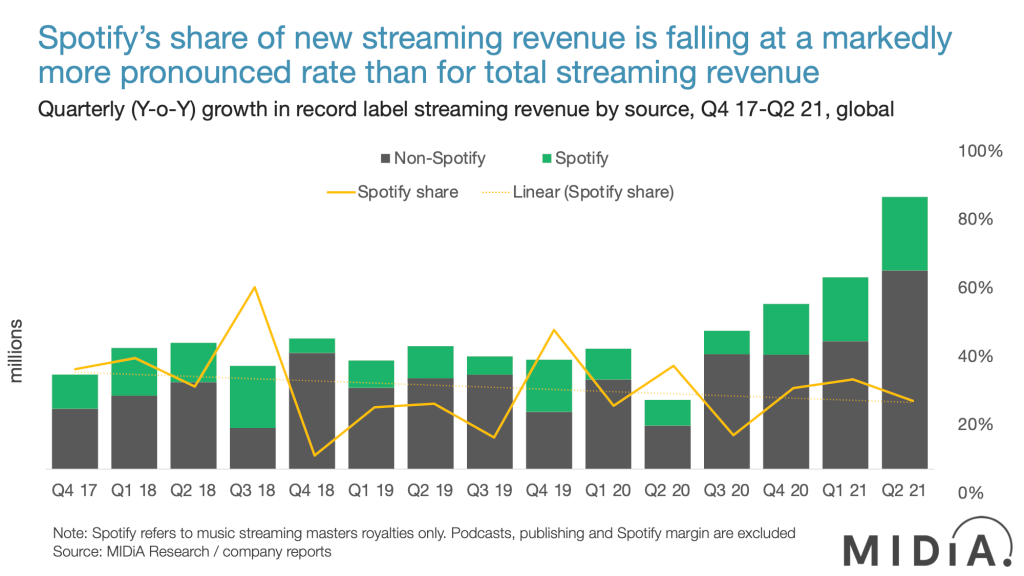 Spotify’s share of new streaming revenue is falling at a markedly
more pronounced rate than for total streaming revenue
Quarterly (Y-o-Y) growth in record label streaming revenue by source, Q4 17-Q2 21, global
Non-Spotify
Spotify
Spotify share
Linear (Spotify share)
millions
100%
80%
60%
40%
20%
0%
Q4 17 Q1 18 Q2 18 Q3 18 Q4 18 Q1 19 Q2 19 Q3 19 Q4 19 Q1 20 Q2 20 Q3 20 Q4 20 Q1 21 Q2 21
Note: Spotify refers to music streaming masters royalties only. Podcasts, publishing and Spotify margin are excluded
Source: MIDiA Research / company reports
MIDiA.